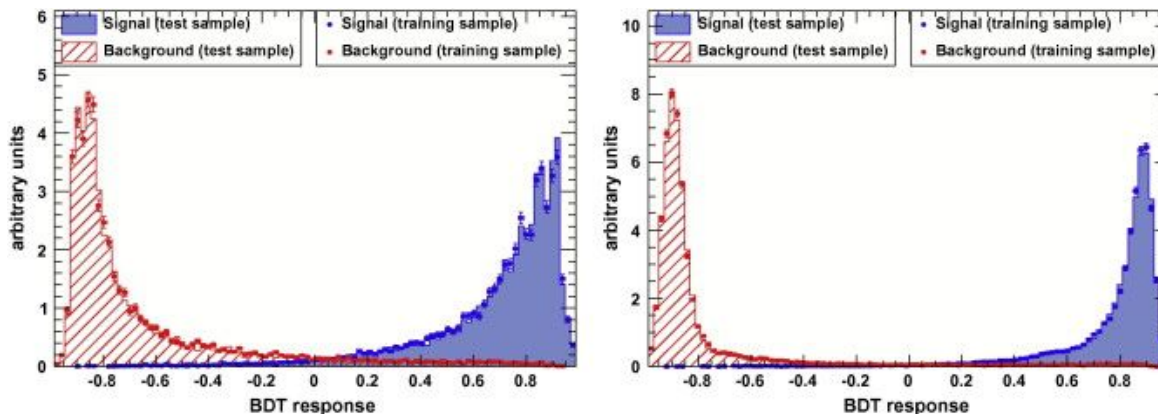 Signal (test sample)
Background (test sample)
Signal (training sample)
Background (training sample)
arbitrary units
6
5
4
3
2
1
0
-0.8 -0.6 -0.4 -0.2 0 0.2 0.4 0.6 0.8
BDT response
Signal (test sample)
Background (test sample)
Signal (training sample)
Background (training sample)
arbitrary units
10
8
6
4
2
0
-0.8 -0.6 -0.4 -0.2 0 0.2 0.4 0.6 0.8
BDT response